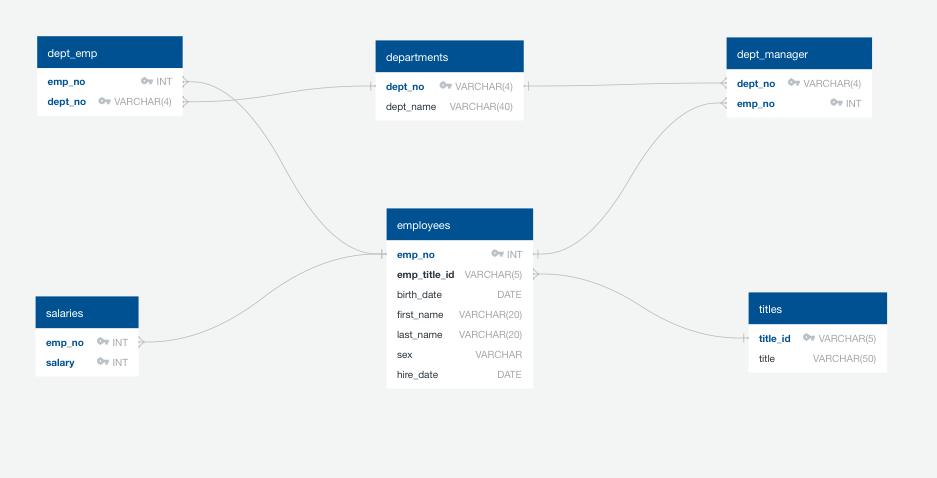 dept_emp
emp_no INT
dept_no VARCHAR(4)
departments
dept_no VARCHAR(4)
dept_name VARCHAR(40)
dept_manager
dept_no VARCHAR(4)
emp_no INT
employees
emp_no INT
emp_title_id VARCHAR(5)
birth_date DATE
first_name VARCHAR(20)
last_name VARCHAR(20)
sex VARCHAR
hire_date DATE
salaries
emp_no INT
salary INT
titles
title_id VARCHAR(5)
title VARCHAR(50)